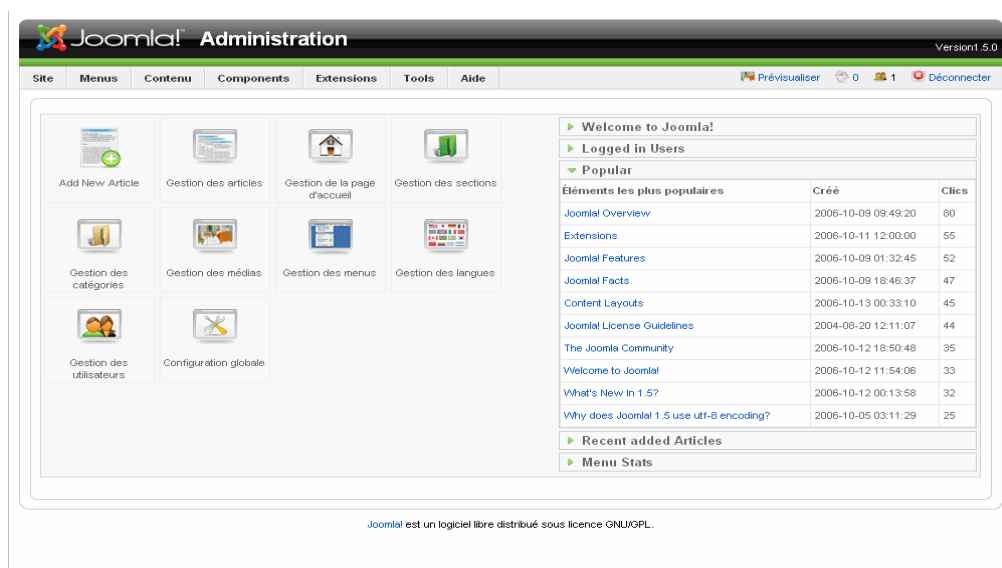 Joomla! Administration
Version1.5.0
Site Menus Contenu Components Extensions Tools Aide Prévisualiser 0 1 Déconnecter
Add New Article
Gestion des articles
Gestion de la page
d'accueil
Gestion des sections
Gestion des
catégories
Gestion des médias
Gestion des menus
Gestion des langues
Gestion des
utilisateurs
Configuration globale
Welcome to Joomla!
Logged in Users
Popular
Éléments les plus populaires Créé Clics
Joomla! Overview 2006-10-09 09:49:20 80
Extensions 2006-10-11 12:00:00 55
Joomla! Features 2006-10-09 01:32:45 52
Joomla! Facts 2006-10-09 18:46:37 47
Content Layouts 2006-10-13 00:33:10 45
Joomla! License Guidelines 2004-08-20 12:11:07 44
The Joomla Community 2006-10-12 18:50:48 35
Welcome to Joomla! 2006-10-12 11:54:06 33
What's New In 1.5? 2006-10-12 00:13:58 32
Why does Joomla! 1.5 use utf-8 encoding? 2006-10-05 03:11:29 25
Recent added Articles
Menu Stats
Joomla! est un logiciel libre distribué sous licence GNU/GPL.